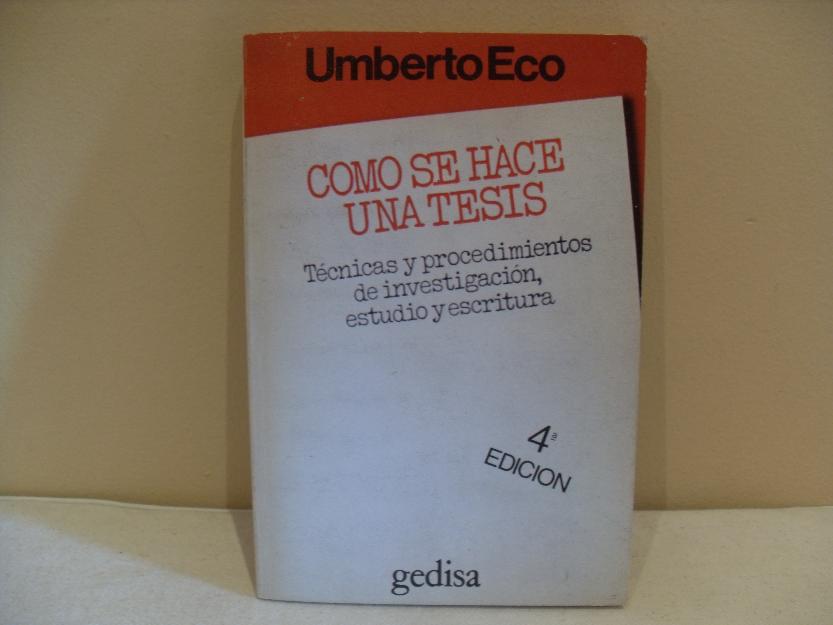 Umberto Eco
COMO SE HACE
UNA TESIS
Técnicas y procedimientos
de investigación,
estudio y escritura
4ª
EDICION
gedisa